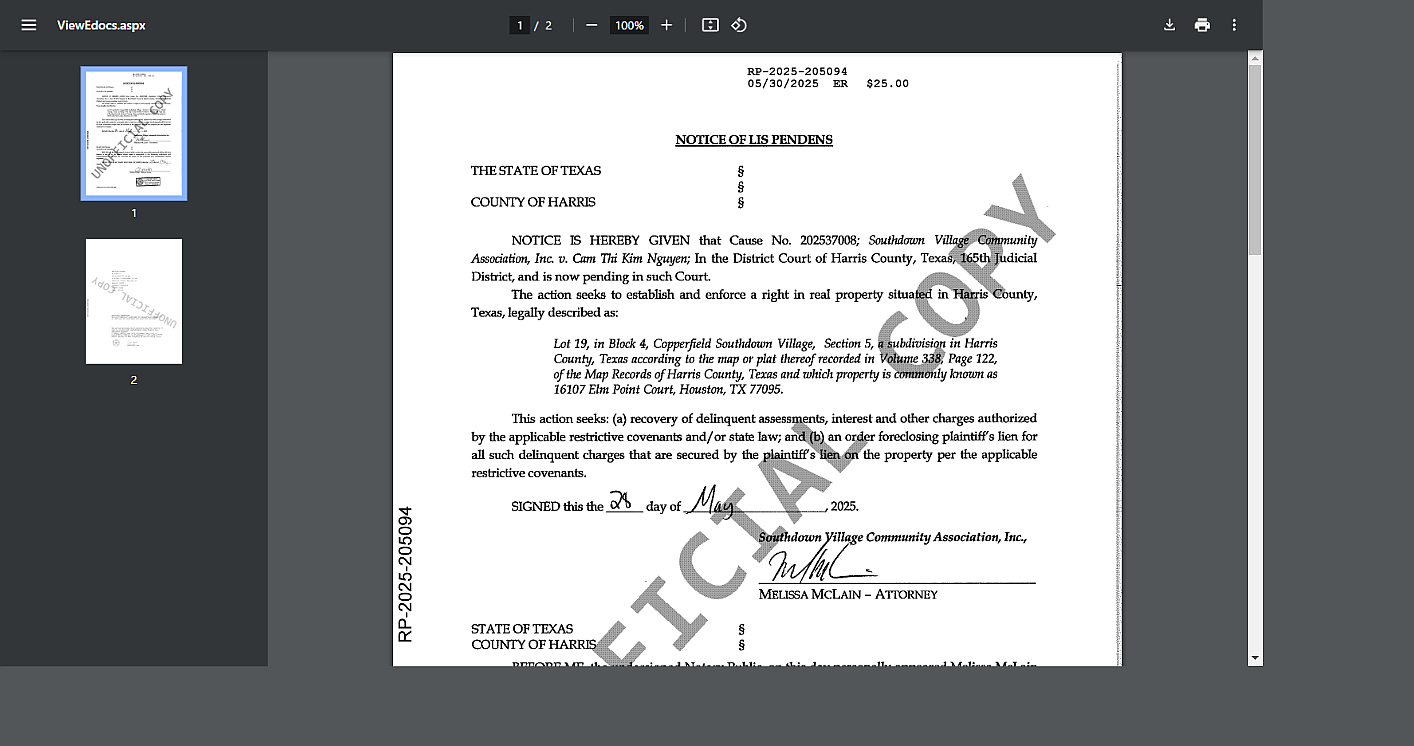 ViewEdocs.aspx
1 / 2
100%
1
2
UNOFFICIAL COPY
UNOFFICIAL COPY
RP-2025-205094
05/30/2025 ER $25.00
NOTICE OF LIS PENDENS
THE STATE OF TEXAS §
§
COUNTY OF HARRIS §
NOTICE IS HEREBY GIVEN that Cause No. 202537008; Southdown Village Community
Association, Inc. v. Cam Thi Kim Nguyen; In the District Court of Harris County, Texas, 165th Judicial
District, and is now pending in such Court.
The action seeks to establish and enforce a right in real property situated in Harris County,
Texas, legally described as:
Lot 19, in Block 4, Copperfield Southdown Village, Section 5, a subdivision in Harris
County, Texas according to the map or plat thereof recorded in Volume 338, Page 122,
of the Map Records of Harris County, Texas and which property is commonly known as
16107 Elm Point Court, Houston, TX 77095.
This action seeks: (a) recovery of delinquent assessments, interest and other charges authorized
by the applicable restrictive covenants and/or state law; and (b) an order foreclosing plaintiff's lien for
all such delinquent charges that are secured by the plaintiff's lien on the property per the applicable
restrictive covenants.
SIGNED this the 28 day of May, 2025.
Southdown Village Community Association, Inc.,
MELISSA MCLAIN – ATTORNEY
STATE OF TEXAS §
COUNTY OF HARRIS §
BEFORE ME, the undersigned Notary Public, on this day personally appeared Melissa McLain
RP-2025-205094
FICIAL COPY